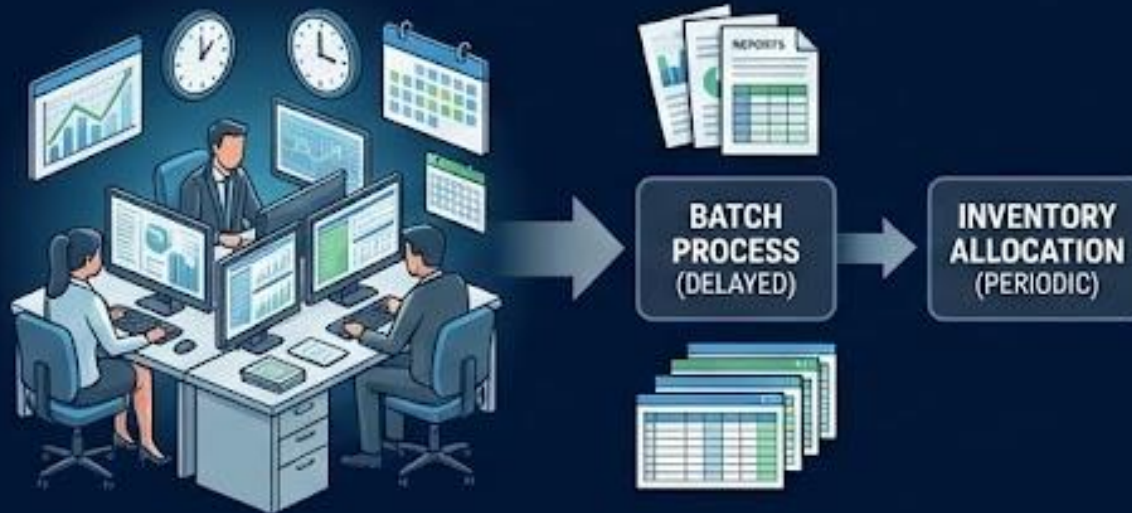 REPORTS
BATCH
PROCESS
(DELAYED)
INVENTORY
ALLOCATION
(PERIODIC)